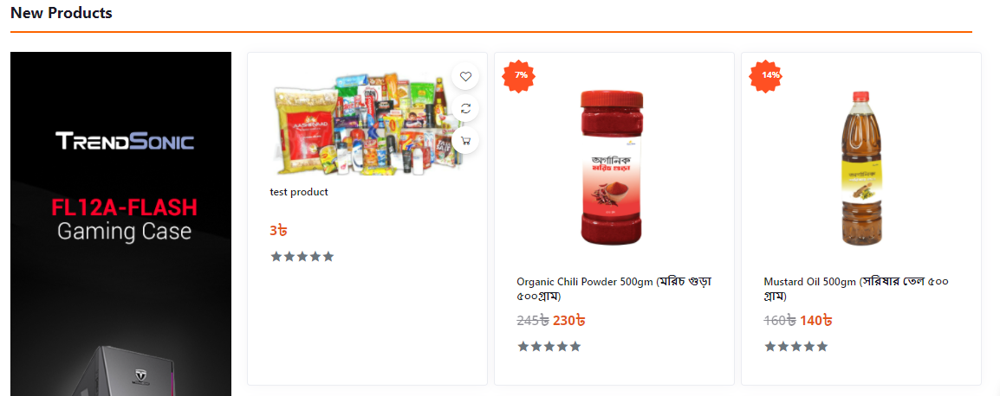 New Products
TRENDSONIC
FL12A-FLASH
Gaming Case
test product
3৳
7%
অর্গানিক
মরিচ গুড়া
Organic Chili Powder 500gm (মরিচ গুড়া
৫০০গ্রাম)
245৳ 230৳
14%
অরগানিক
Mustard Oil 500gm (সরিষার তেল ৫০০
গ্রাম)
160৳ 140৳